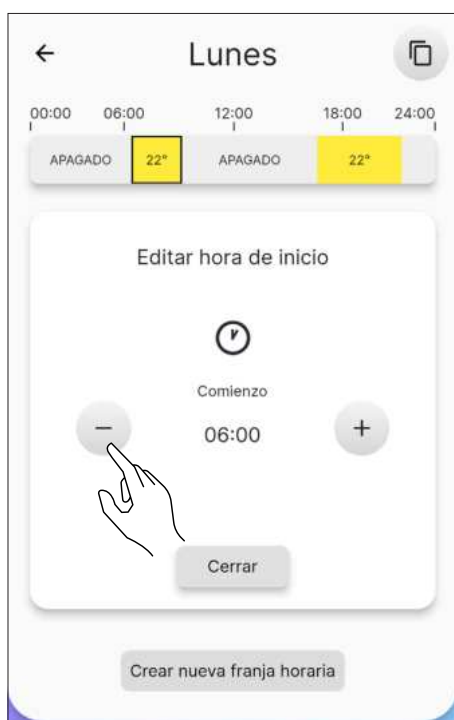 Lunes
00:00 06:00 12:00 18:00 24:00
APAGADO 22° APAGADO 22°
Editar hora de inicio
Comienzo
− 06:00 +
Cerrar
Crear nueva franja horaria